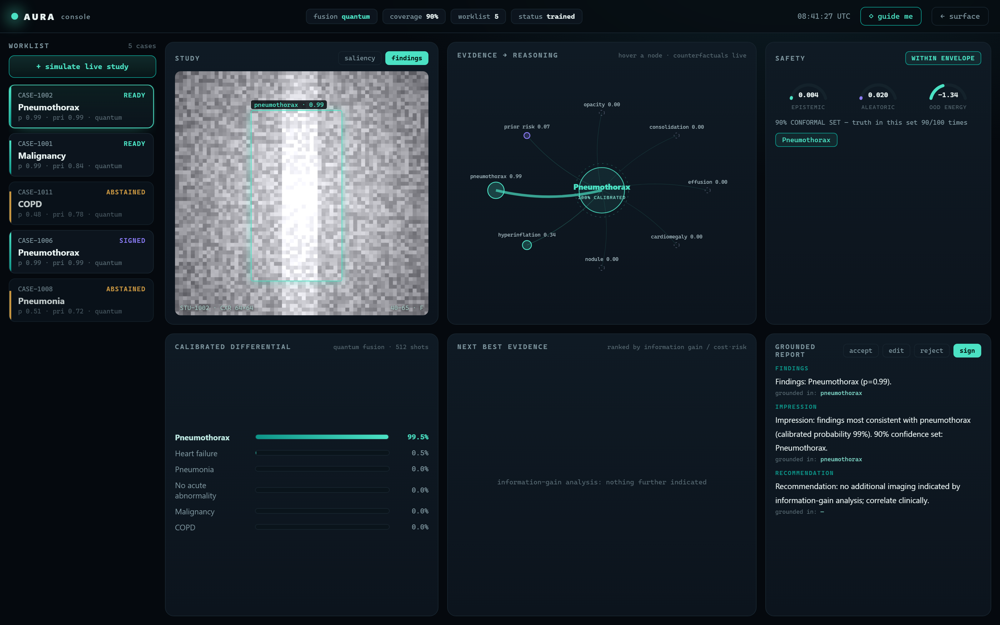 AURA console
fusion quantum
coverage 90%
worklist 5
status trained
08:41:27 UTC
◇ guide me
← surface
WORKLIST
5 cases
+ simulate live study
CASE-1002 READY
Pneumothorax
p 0.99 · pri 0.99 · quantum
CASE-1001 READY
Malignancy
p 0.99 · pri 0.84 · quantum
CASE-1011 ABSTAINED
COPD
p 0.48 · pri 0.78 · quantum
CASE-1006 SIGNED
Pneumothorax
p 0.99 · pri 0.99 · quantum
CASE-1008 ABSTAINED
Pneumonia
p 0.51 · pri 0.72 · quantum
STUDY
saliency
findings
pneumothorax · 0.99
STU-1002 · CXR 64×64
40-65 · F
EVIDENCE → REASONING
hover a node · counterfactuals live
opacity 0.00
prior risk 0.07
consolidation 0.00
pneumothorax 0.99
effusion 0.00
Pneumothorax
100% CALIBRATED
hyperinflation 0.34
cardiomegaly 0.00
nodule 0.00
SAFETY
WITHIN ENVELOPE
0.004
EPISTEMIC
0.020
ALEATORIC
-1.34
OOD ENERGY
90% CONFORMAL SET — truth in this set 90/100 times
Pneumothorax
CALIBRATED DIFFERENTIAL
quantum fusion · 512 shots
Pneumothorax 99.5%
Heart failure 0.5%
Pneumonia 0.0%
No acute
abnormality 0.0%
Malignancy 0.0%
COPD 0.0%
NEXT BEST EVIDENCE
ranked by information gain / cost·risk
information-gain analysis: nothing further indicated
GROUNDED
REPORT
accept
edit
reject
sign
FINDINGS
Findings: Pneumothorax (p=0.99).
grounded in: pneumothorax
IMPRESSION
Impression: findings most consistent with pneumothorax
(calibrated probability 99%). 90% confidence set:
Pneumothorax.
grounded in: pneumothorax
RECOMMENDATION
Recommendation: no additional imaging indicated by
information-gain analysis; correlate clinically.
grounded in: —